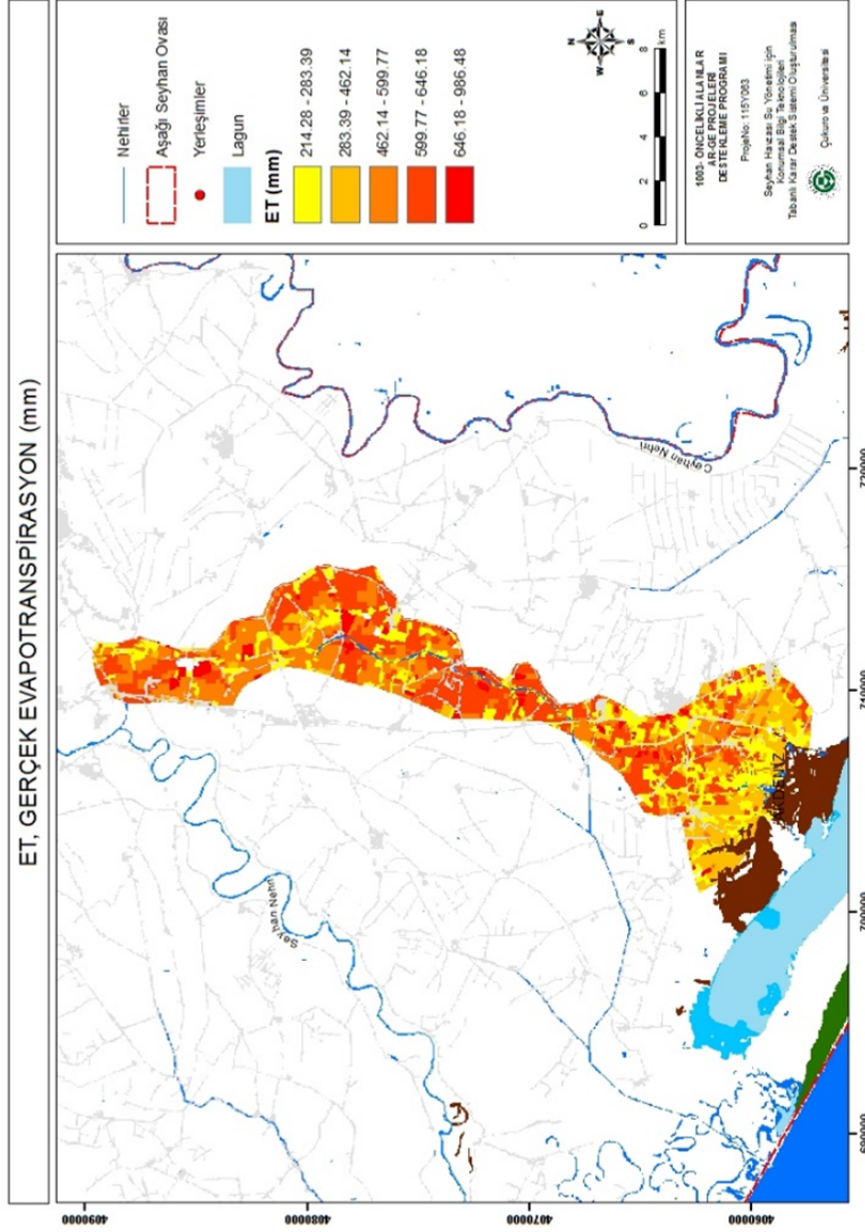 ET, GERÇEK EVAPOTRANSPİRASYON (mm)
Nehirler
Aşağı Seyhan Ovası
Yerleşimler
Lagun
ET (mm)
214.28 - 283.39
283.39 - 462.14
462.14 - 599.77
599.77 - 646.18
646.18 - 986.48
N
W
E
S
0 2 4 6 8
km
1003- ÖNCELİKLİ ALANLAR
AR-GE PROJELERİ
DESTEKLEME PROGRAMI
ProjeNo: 115Y063
Seyhan Havzası Su Yönetimi için
Konumsal Bilgi Teknolojileri
Tabanlı Karar Destek Sistemi Oluşturulması
Çukurova Üniversitesi
Seyhan Nehri
Ceyhan Nehri
AKDENİZ
4090000
4080000
4070000
4060000
690000
700000
710000
720000